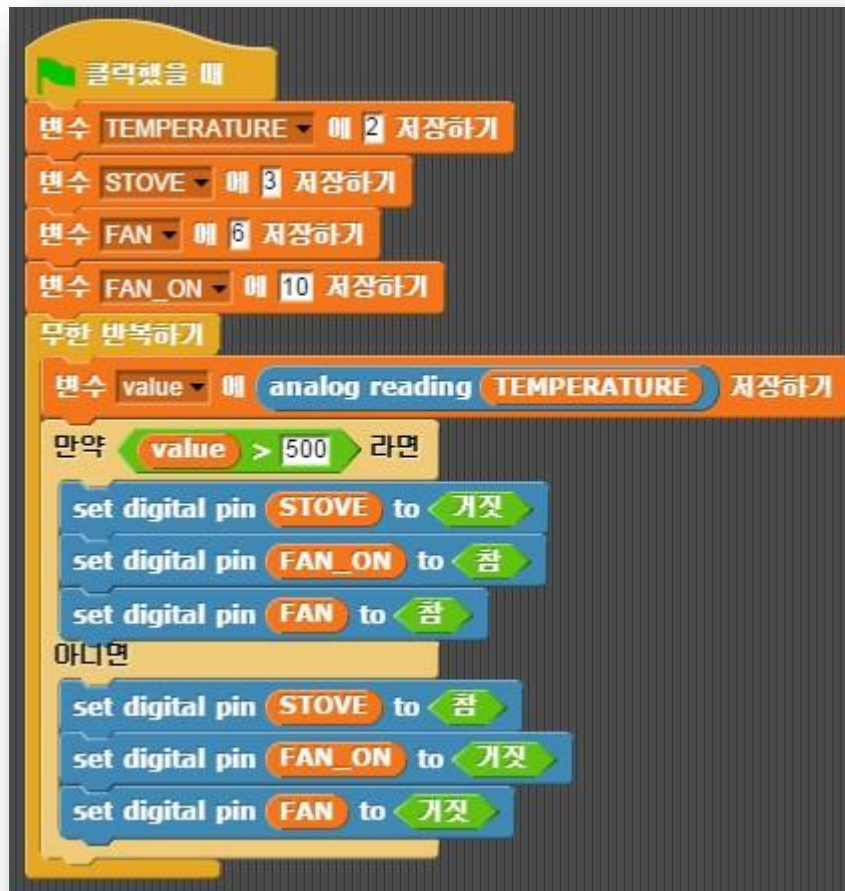 클릭했을 때
변수 TEMPERATURE 에 2 저장하기
변수 STOVE 에 3 저장하기
변수 FAN 에 6 저장하기
변수 FAN_ON 에 10 저장하기
무한 반복하기
변수 value 에 analog reading TEMPERATURE 저장하기
만약 value > 500 라면
set digital pin STOVE to 거짓
set digital pin FAN_ON to 참
set digital pin FAN to 참
아니면
set digital pin STOVE to 참
set digital pin FAN_ON to 거짓
set digital pin FAN to 거짓